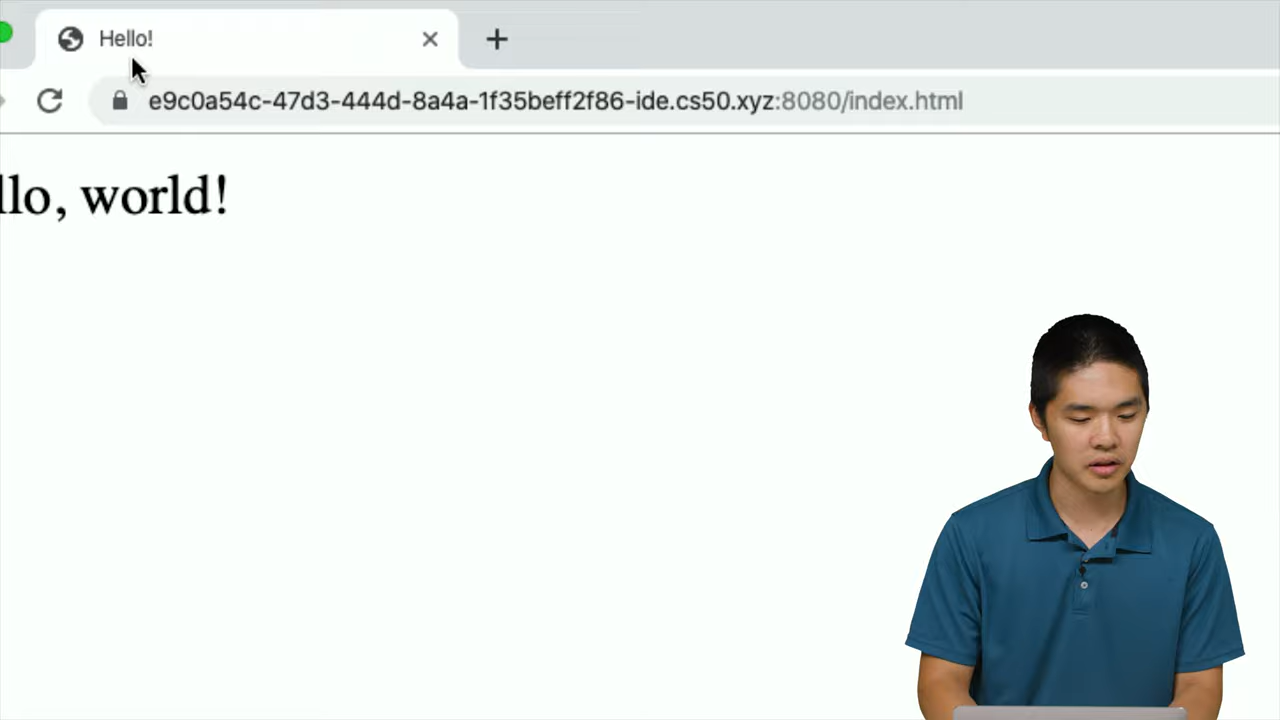 Hello!
e9c0a54c-47d3-444d-8a4a-1f35beff2f86-ide.cs50.xyz:8080/index.html
llo, world!